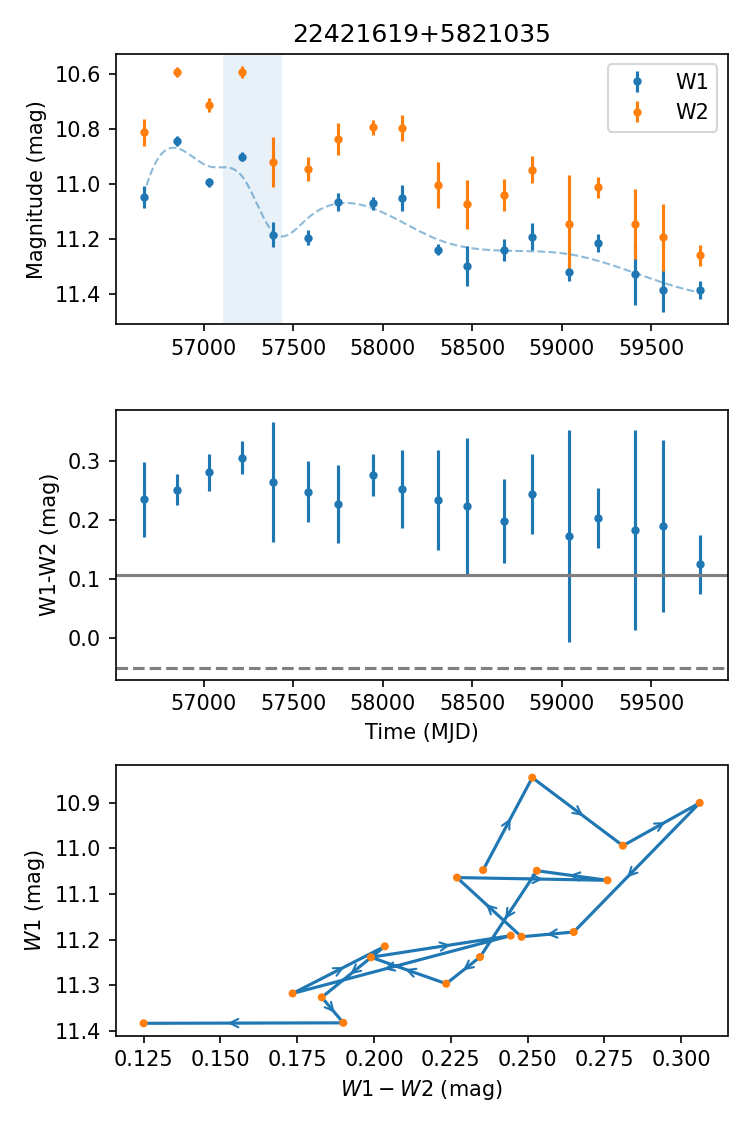 22421619+5821035
Magnitude (mag)
10.6
10.8
11.0
11.2
11.4
W1
W2
57000 57500 58000 58500 59000 59500
W1-W2 (mag)
0.3
0.2
0.1
0.0
57000 57500 58000 58500 59000 59500
Time (MJD)
W1 (mag)
10.9
11.0
11.1
11.2
11.3
11.4
0.125 0.150 0.175 0.200 0.225 0.250 0.275 0.300
W1 − W2 (mag)